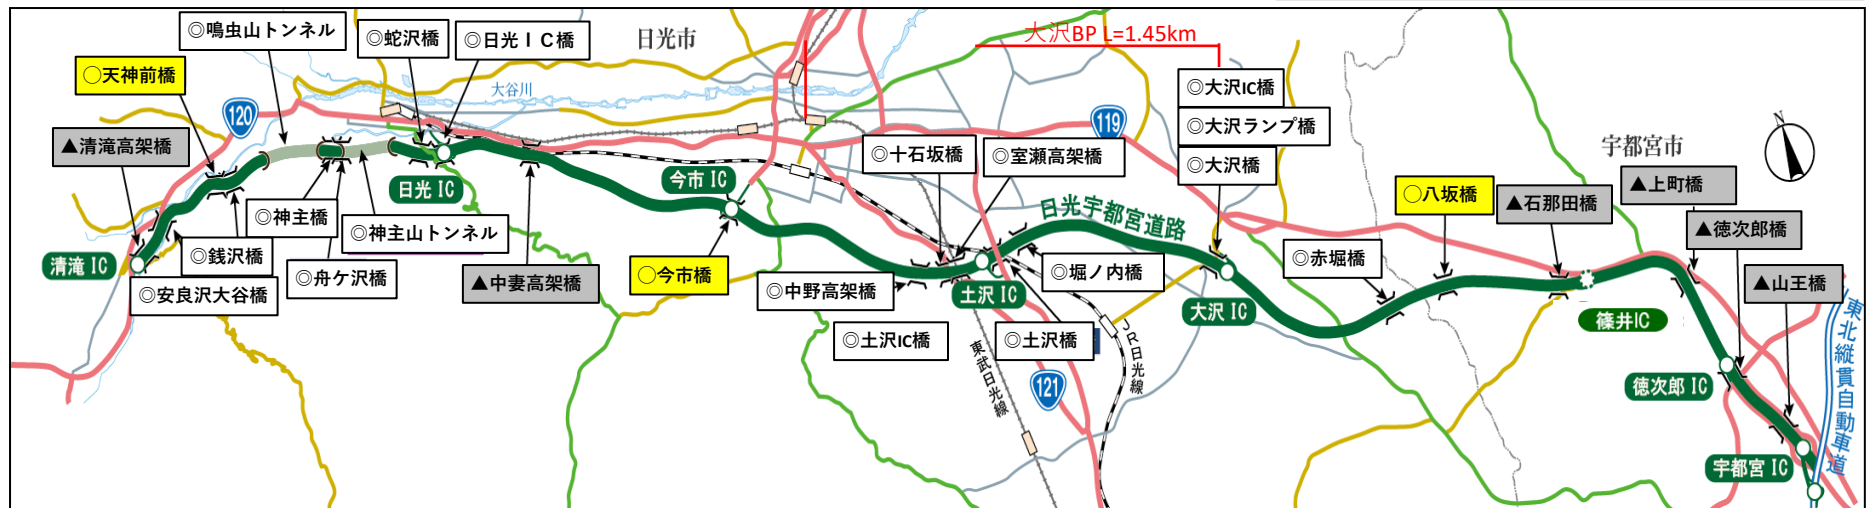 ◎鳴虫山トンネル
◎蛇沢橋
◎日光ＩＣ橋
日光市
大沢BP L=1.45km
〇天神前橋
大谷川
◎大沢IC橋
120
119
◎大沢ランプ橋
宇都宮市
N
▲清滝高架橋
◎十石坂橋
◎室瀬高架橋
◎大沢橋
日光 IC
今市 IC
〇八坂橋
▲石那田橋
▲上町橋
◎神主橋
◎神主山トンネル
日光宇都宮道路
▲徳次郎橋
清滝 IC
◎銭沢橋
◎舟ケ沢橋
▲中妻高架橋
〇今市橋
◎堀ノ内橋
◎赤堀橋
▲山王橋
◎安良沢大谷橋
◎中野高架橋
土沢 IC
大沢 IC
篠井IC
◎土沢IC橋
◎土沢橋
東武日光線
JR日光線
121
徳次郎 IC
東北縦貫自動車道
宇都宮 IC